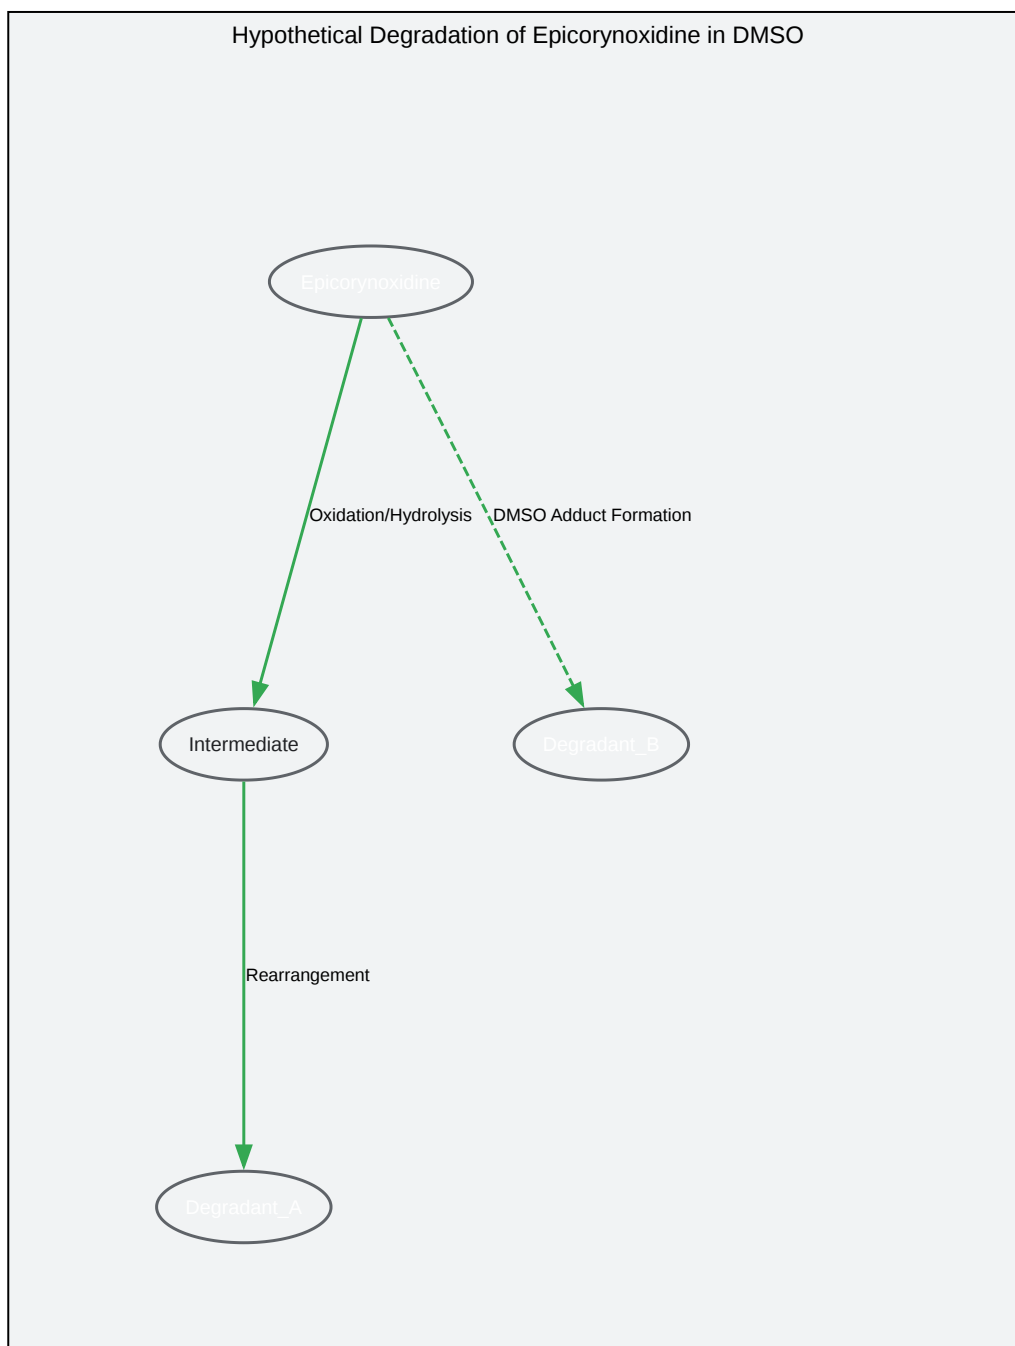 Hypothetical Degradation of Epicorynoxidine in DMSO
Epicorynoxidine
Oxidation/Hydrolysis
DMSO Adduct Formation
Intermediate
Degradant_B
Rearrangement
Degradant_A